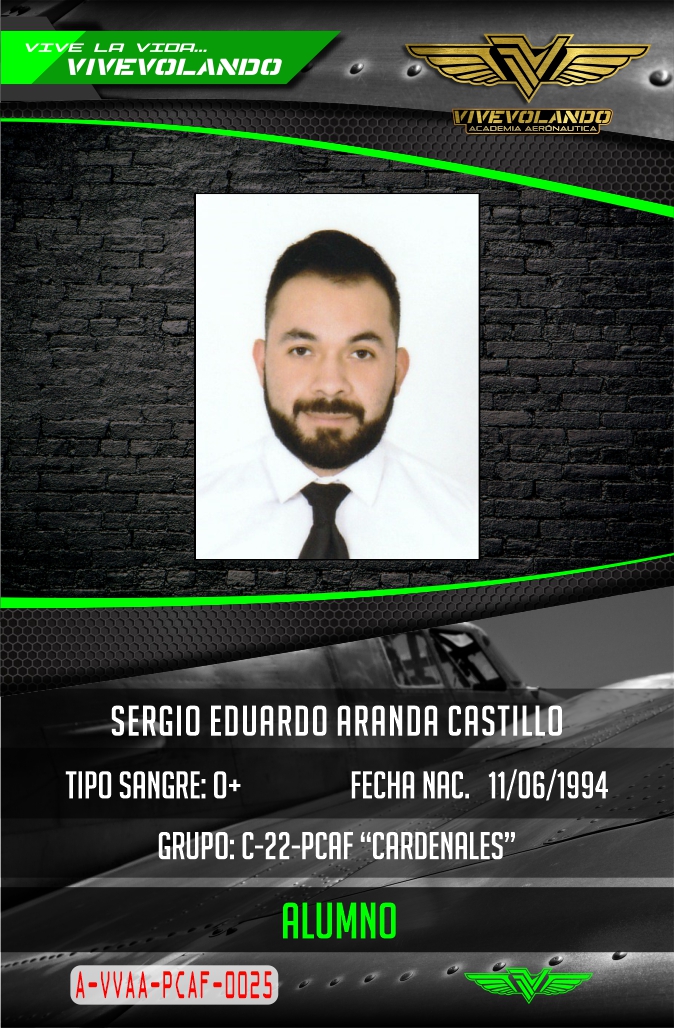 VIVE LA VIDA...
VIVEVOLANDO
VIVEVOLANDO
ACADEMIA AERÓNAUTICA
SERGIO EDUARDO ARANDA CASTILLO
TIPO SANGRE: O+ FECHA NAC. 11/06/1994
GRUPO: C-22-PCAF “CARDENALES”
ALUMNO
A-VVAA-PCAF-0025